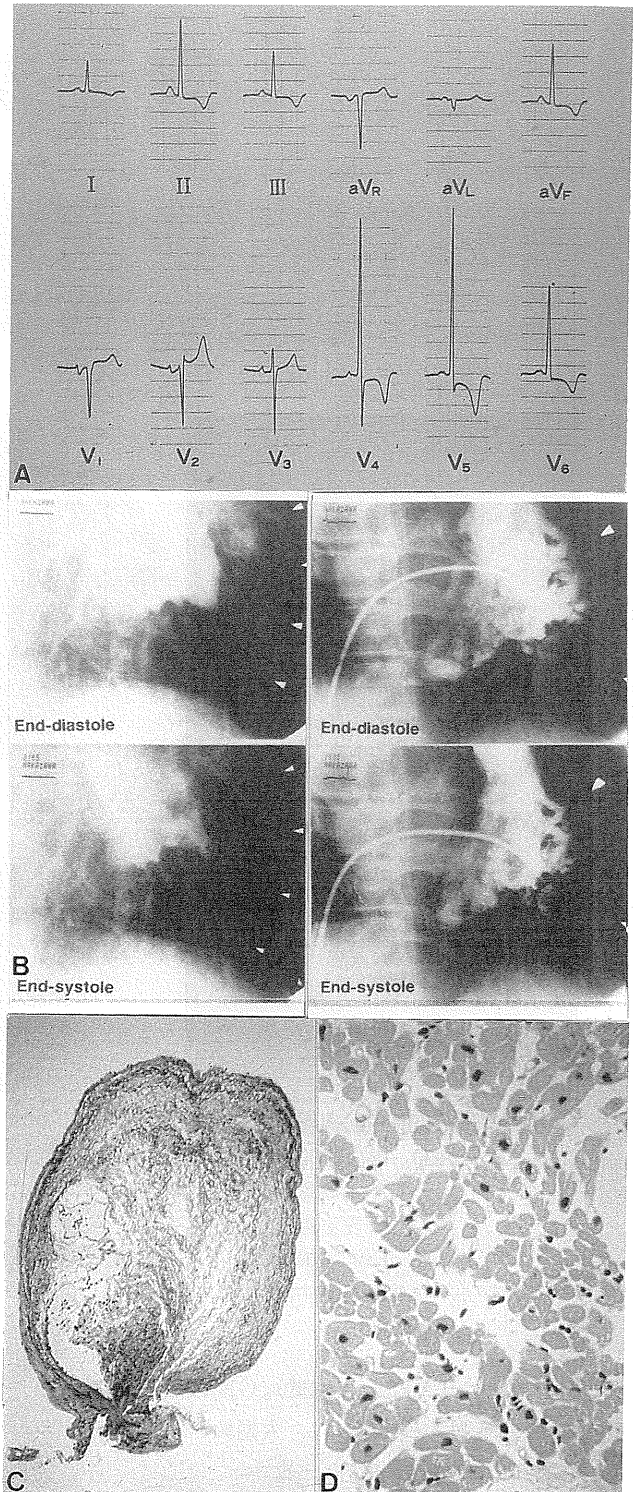 I II III aVR aVL aVF
V1 V2 V3 V4 V5 V6
A
End-diastole End-diastole
B
End-systole End-systole
C D